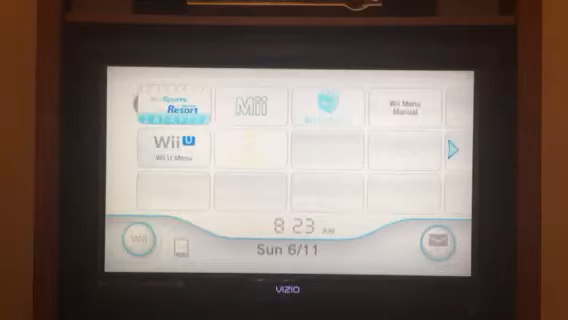 Wii Sports
Resort
Mii
Wii Menu
Manual
Wii U
Wii U Menu
8:23 AM
Wii
Sun 6/11
VIZIO